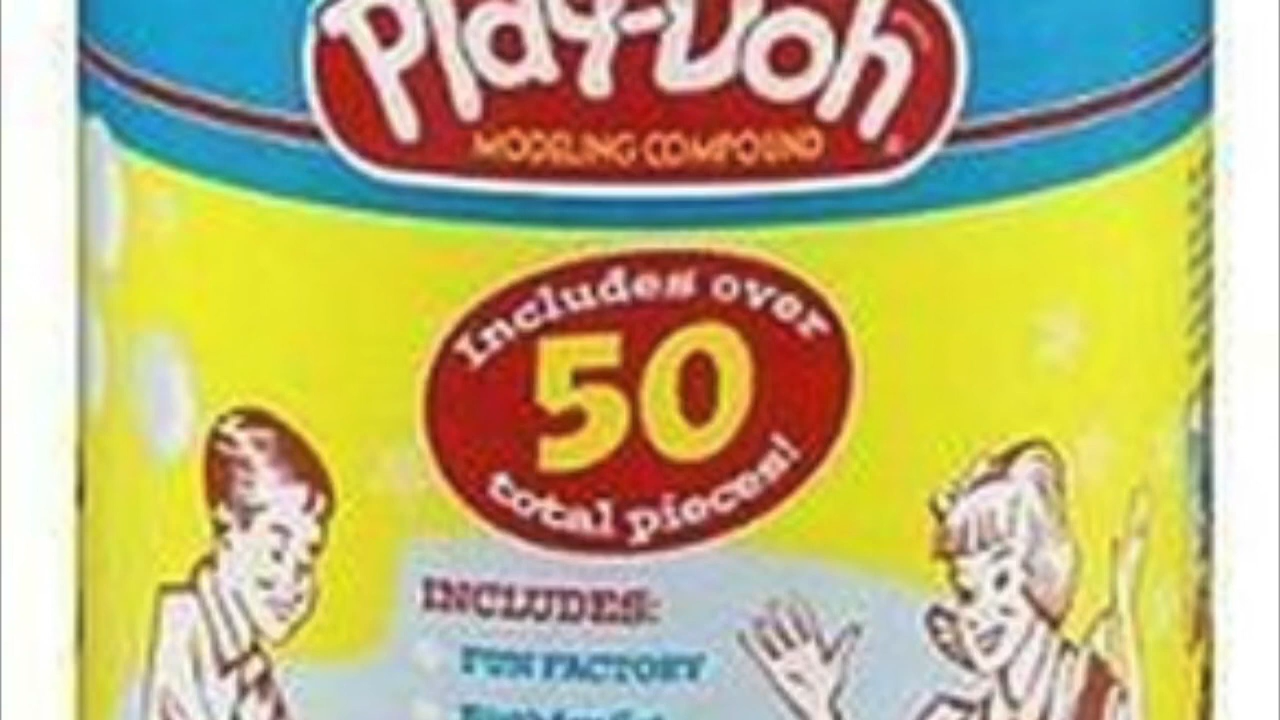 Play-Doh
MODELING COMPOUND
Includes over
50
total pieces!
INCLUDES:
FUN FACTORY